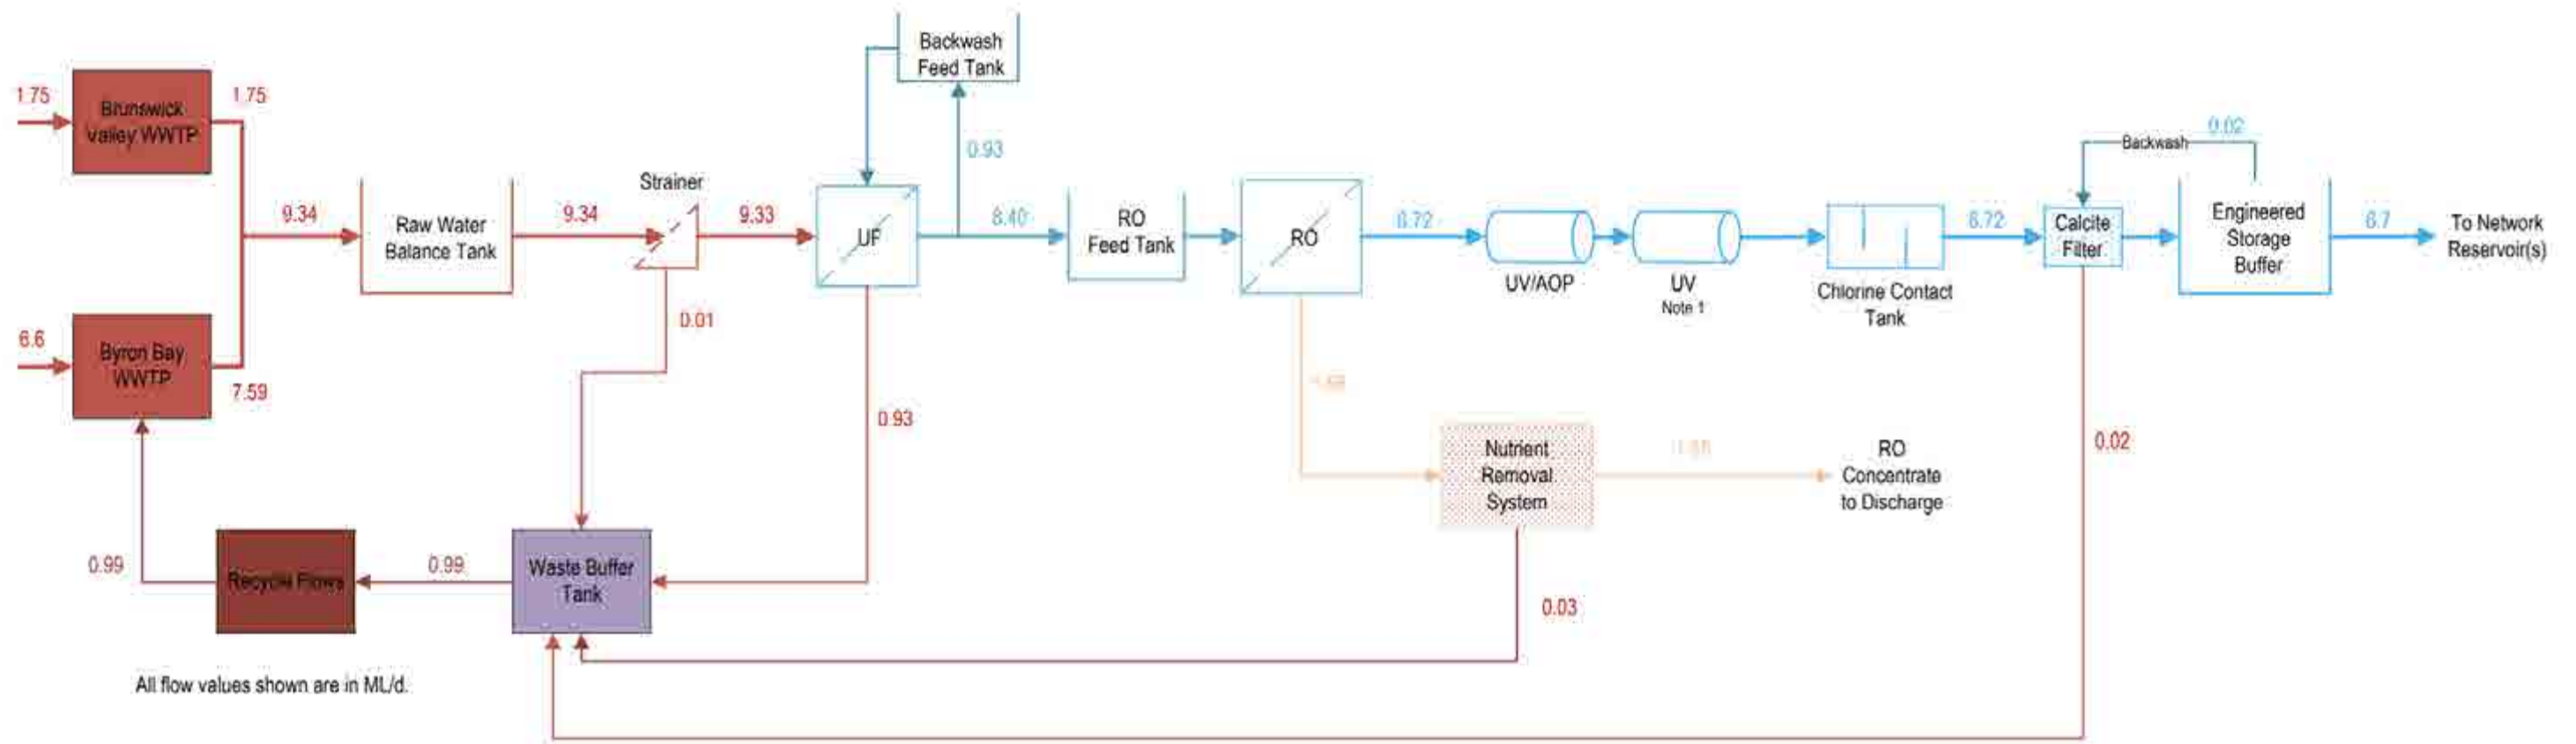 Backwash
Feed Tank
1.75
Brunswick
Valley WWTP
1.75
0.93
0.02
Backwash
Strainer
9.34
Raw Water
Balance Tank
9.34
9.33
UF
8.40
RO
Feed Tank
RO
6.72
UV/AOP
UV
Note 1
Chlorine Contact
Tank
6.72
Calcite
Filter
Engineered
Storage
Buffer
6.7
To Network
Reservoir(s)
6.6
Byron Bay
WWTP
7.59
0.01
0.93
Nutrient
Removal
System
RO
Concentrate
to Discharge
0.02
0.99
Recycle Flows
0.99
Waste Buffer
Tank
0.03
All flow values shown are in ML/d.